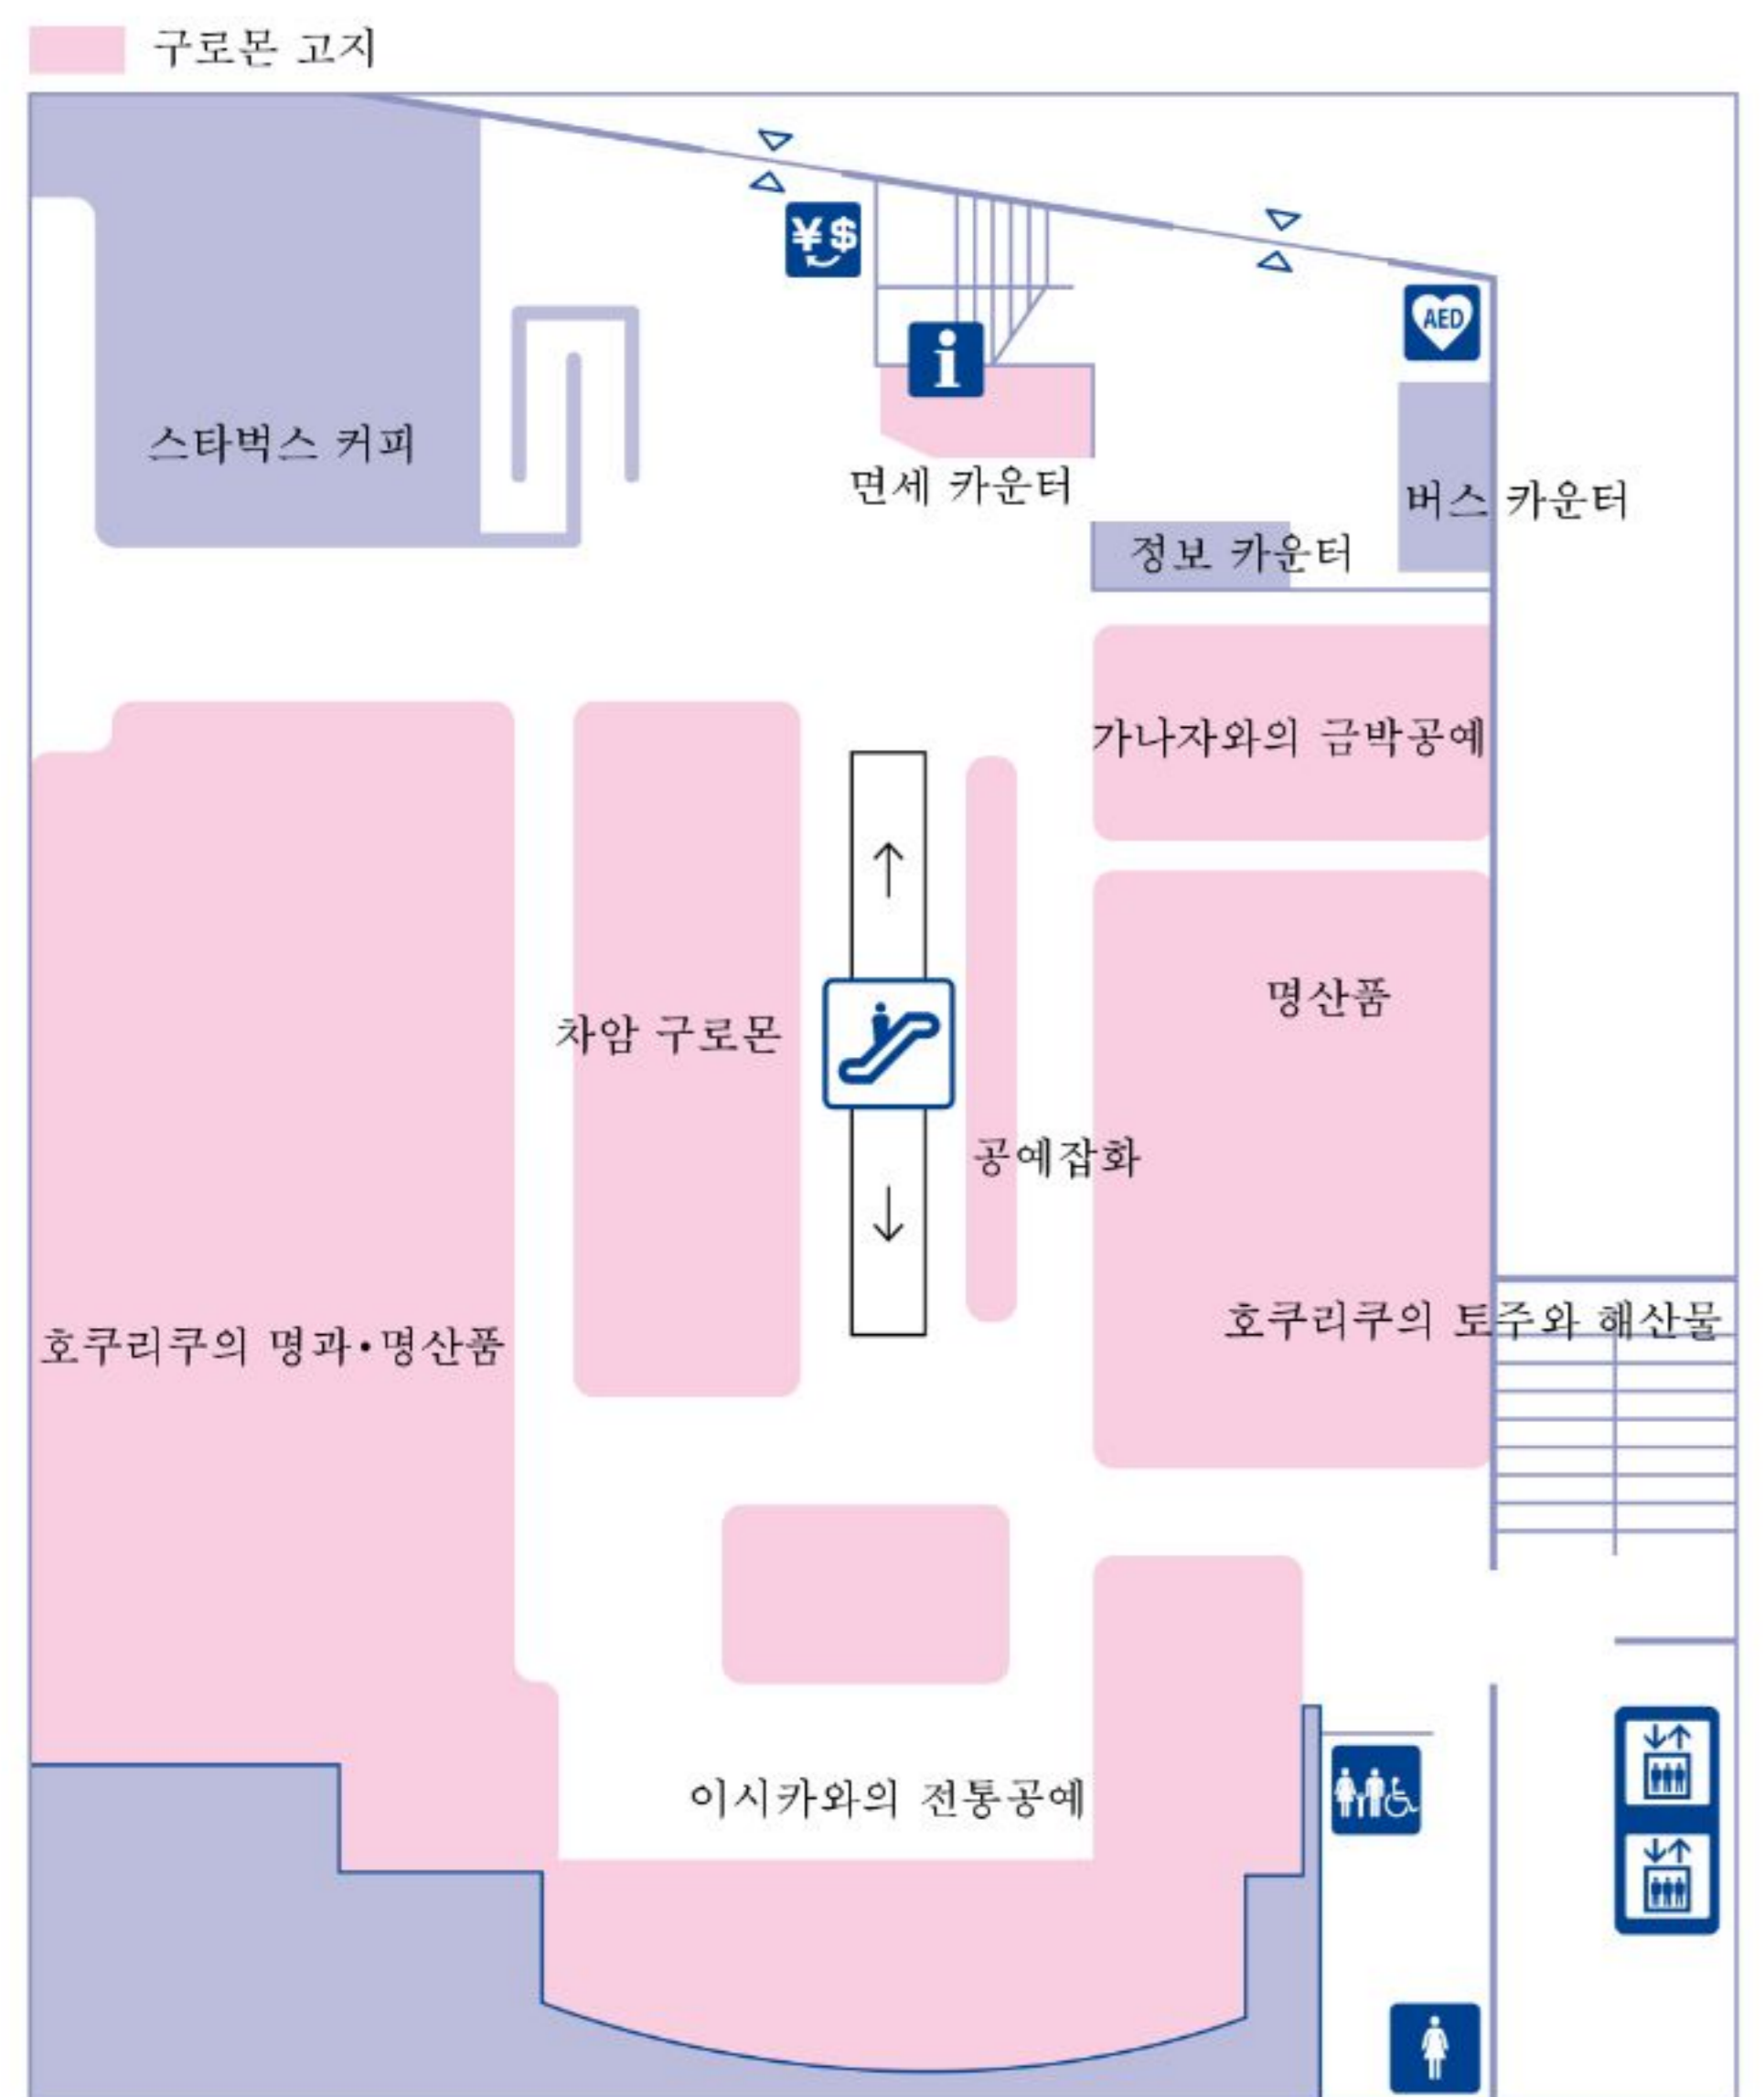 구로몬 고지
¥$
AED
i
스타벅스 커피
면세 카운터
버스 카운터
정보 카운터
가나자와의 금박공예
명산품
차암 구로몬
공예잡화
호쿠리쿠의 토주와 해산물
호쿠리쿠의 명과•명산품
이시카와의 전통공예